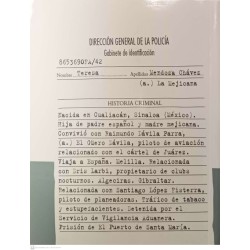 DIRECCIÓN GENERAL DE LA POLICÍA
Gabinete de identificación
865369024/42
Nombre Teresa Apellidos Mendoza Chávez
(a.) La Mejicana
HISTORIA CRIMINAL
Nacida en Cualiacán, Sinaloa (México).
Hija de padre español y madre mejicana.
Convivió con Raimundo Dávila Parra,
(a.) El Güero Dávila, piloto de aviación
relacionado con el cártel de Juárez.
Viaja a España. Melilla. Relacionada
con Dris Larbi, propietario de clubs
nocturnos. Algeciras. Gibraltar.
Relacionada con Santiago López Fisterra,
piloto de planeadoras. Tráfico de tabaco
y estupefacientes. Detenida por el
Servicio de Vigilancia Aduanera.
Prisión de El Puerto de Santa María.